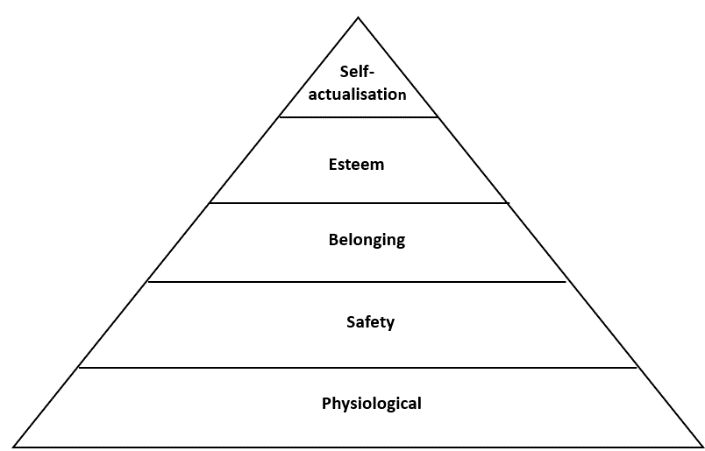 Self-
actualisation
Esteem
Belonging
Safety
Physiological